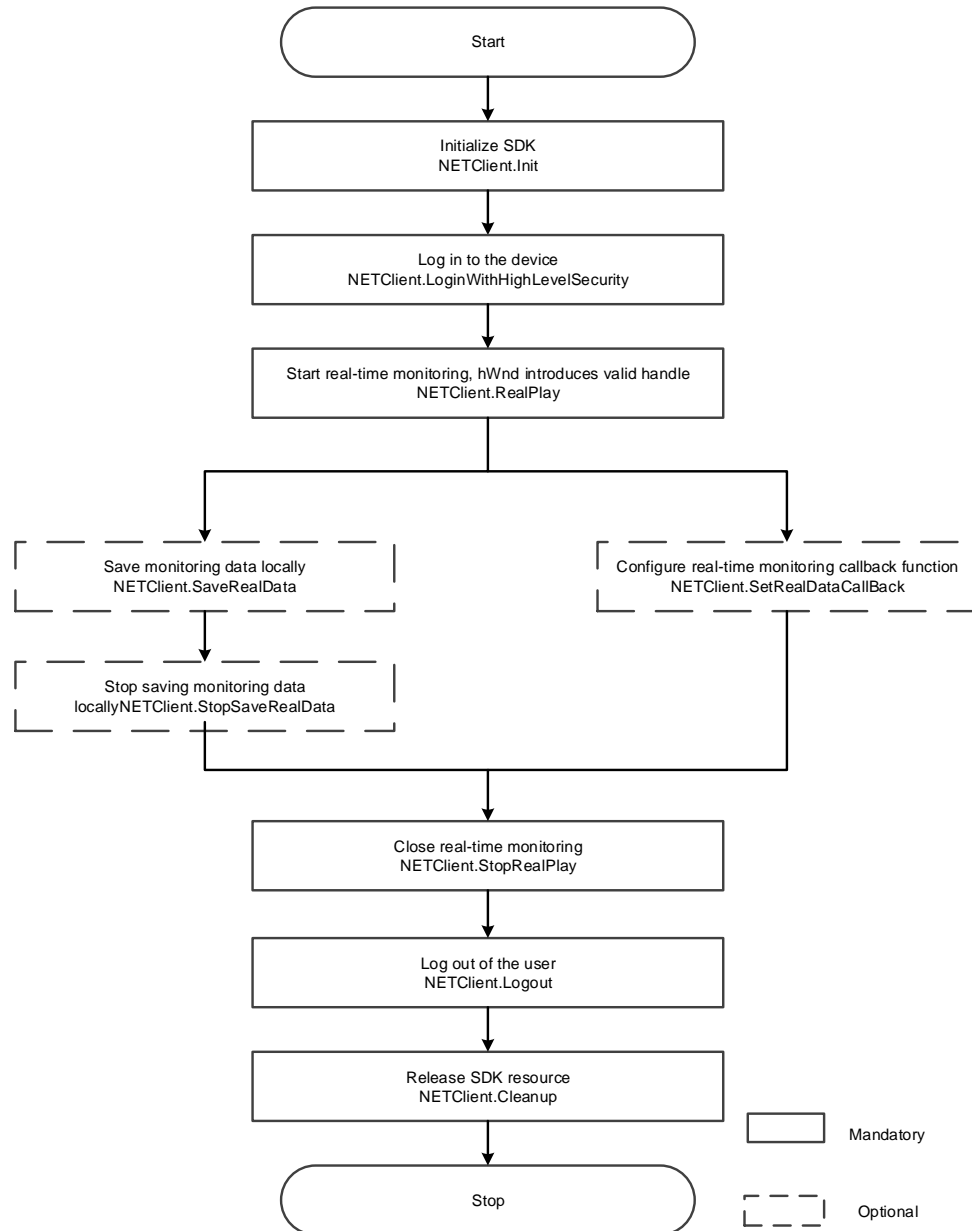 Start
Initialize SDK
NETClient.Init
Log in to the device
NETClient.LoginWithHighLevelSecurity
Start real-time monitoring, hWnd introduces valid handle
NETClient.RealPlay
Save monitoring data locally
NETClient.SaveRealData
Configure real-time monitoring callback function
NETClient.SetRealDataCallBack
Stop saving monitoring data
locallyNETClient.StopSaveRealData
Close real-time monitoring
NETClient.StopRealPlay
Log out of the user
NETClient.Logout
Release SDK resource
NETClient.Cleanup
Mandatory
Stop
Optional